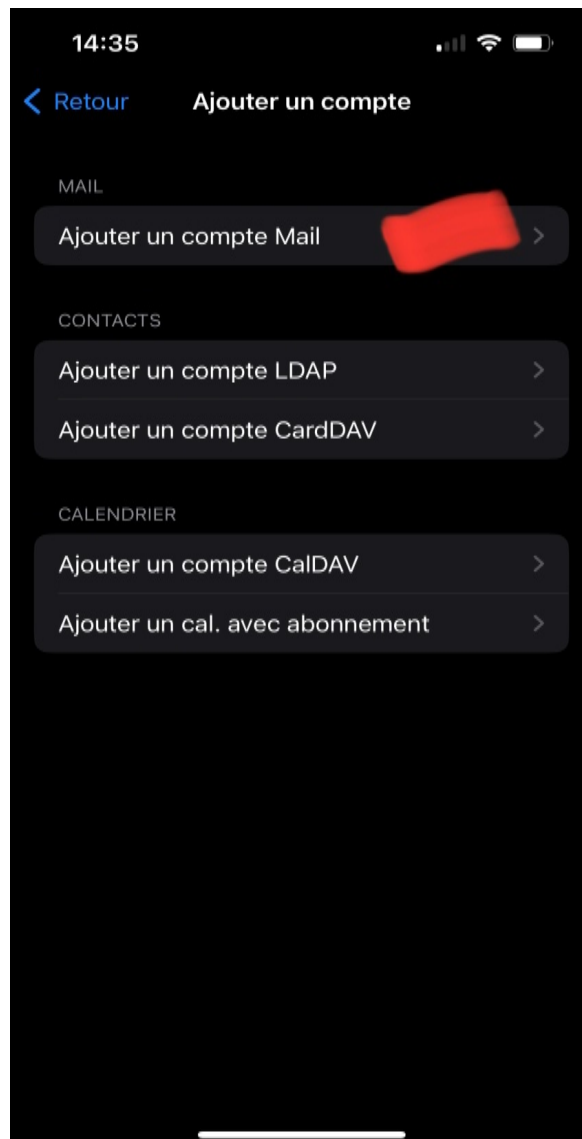 14:35
Retour
Ajouter un compte
MAIL
Ajouter un compte Mail
CONTACTS
Ajouter un compte LDAP
Ajouter un compte CardDAV
CALENDRIER
Ajouter un compte CalDAV
Ajouter un cal. avec abonnement